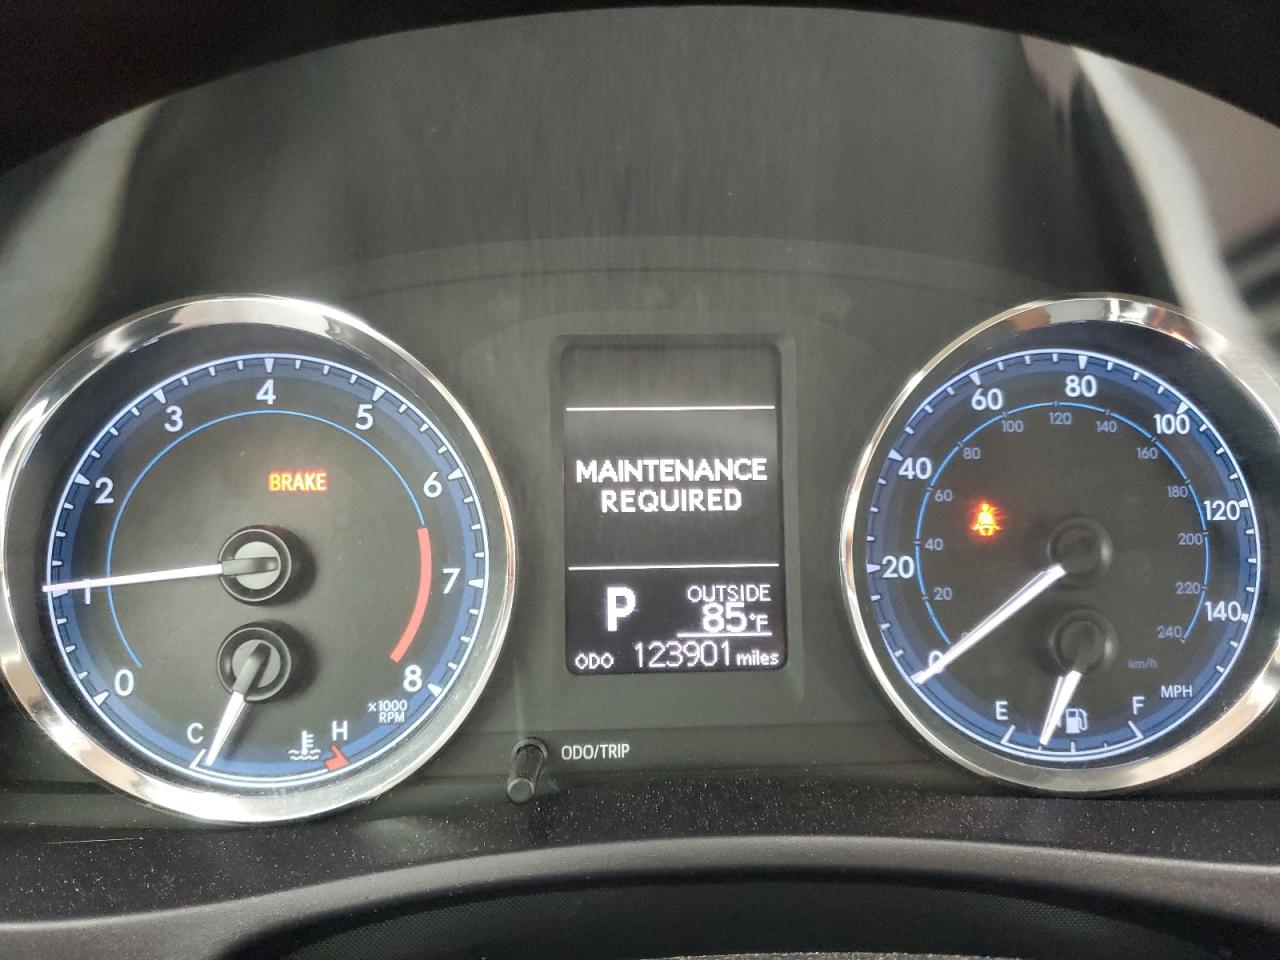 0
1
2
3
4
5
6
7
8
x1000
RPM
BRAKE
C
H
MAINTENANCE
REQUIRED
P
OUTSIDE
85°F
ODO 123901 miles
ODO/TRIP
0
20
40
60
80
100
120
140
MPH
20
40
60
80
100
120
140
160
180
200
220
240
km/h
E
F